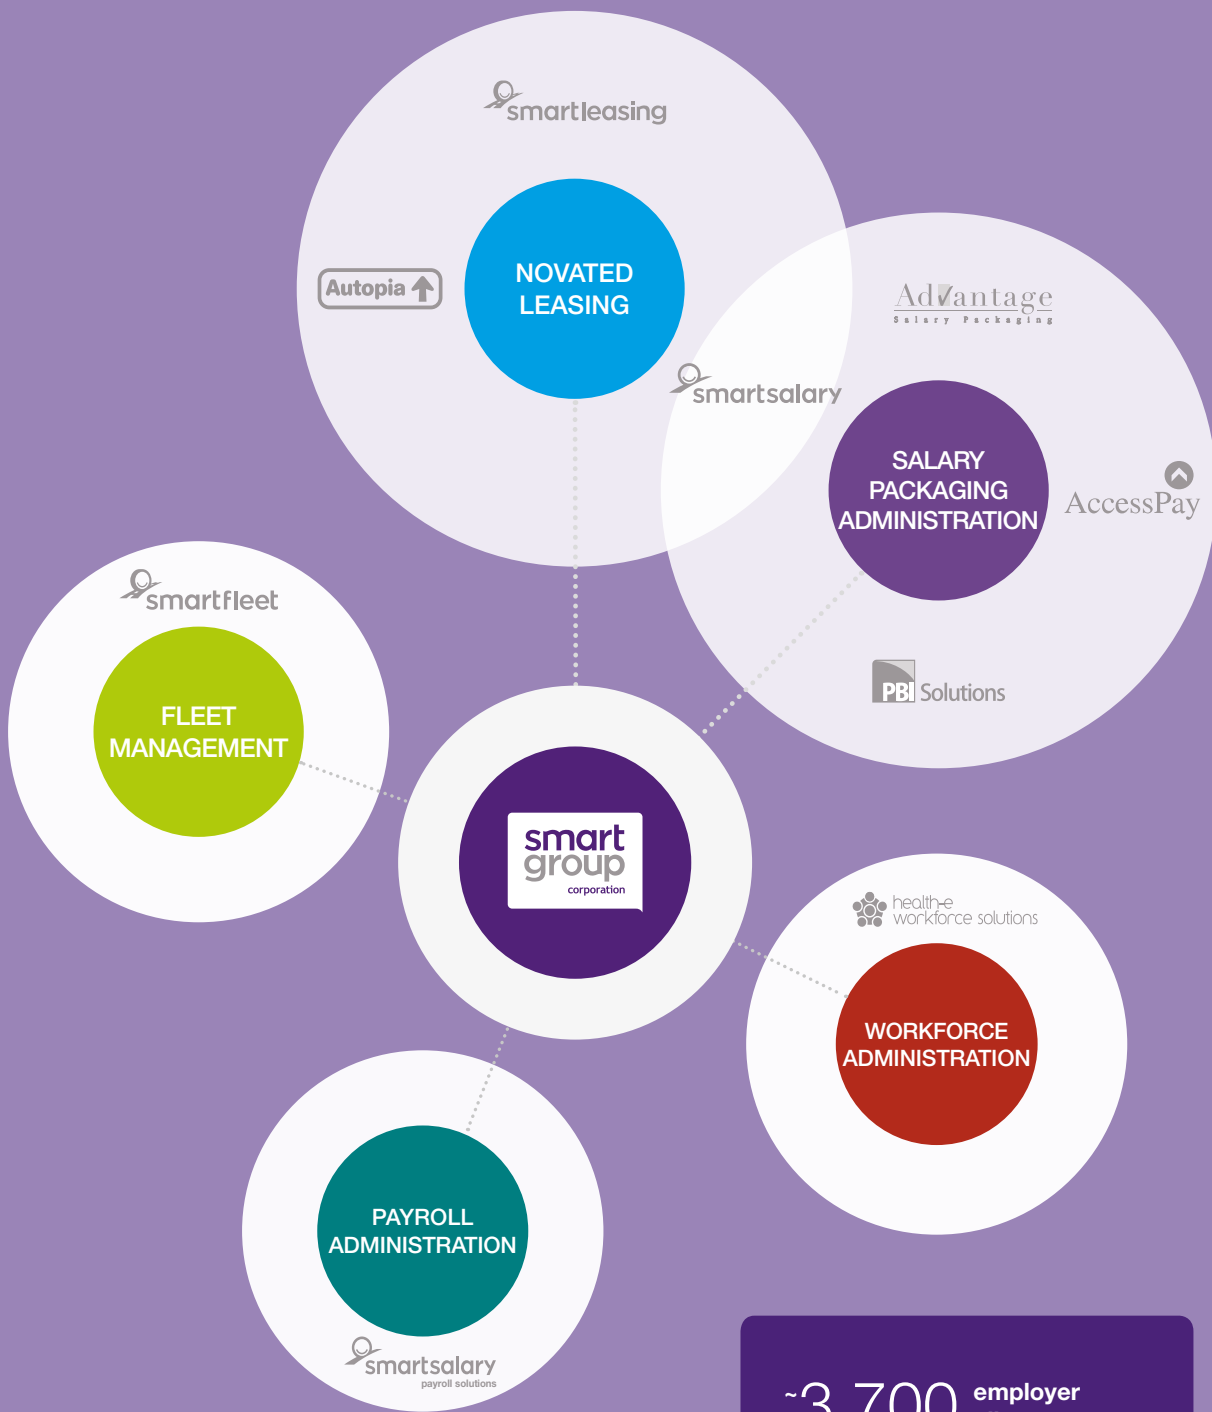 smartleasing
NOVATED
LEASING
Autopia
AdVantage
Salary Packaging
smartsalary
SALARY
PACKAGING
ADMINISTRATION
AccessPay
PBI Solutions
smartfleet
FLEET
MANAGEMENT
smart
group
corporation
health-e
workforce solutions
WORKFORCE
ADMINISTRATION
PAYROLL
ADMINISTRATION
smartsalary
payroll solutions
~3,700 employer